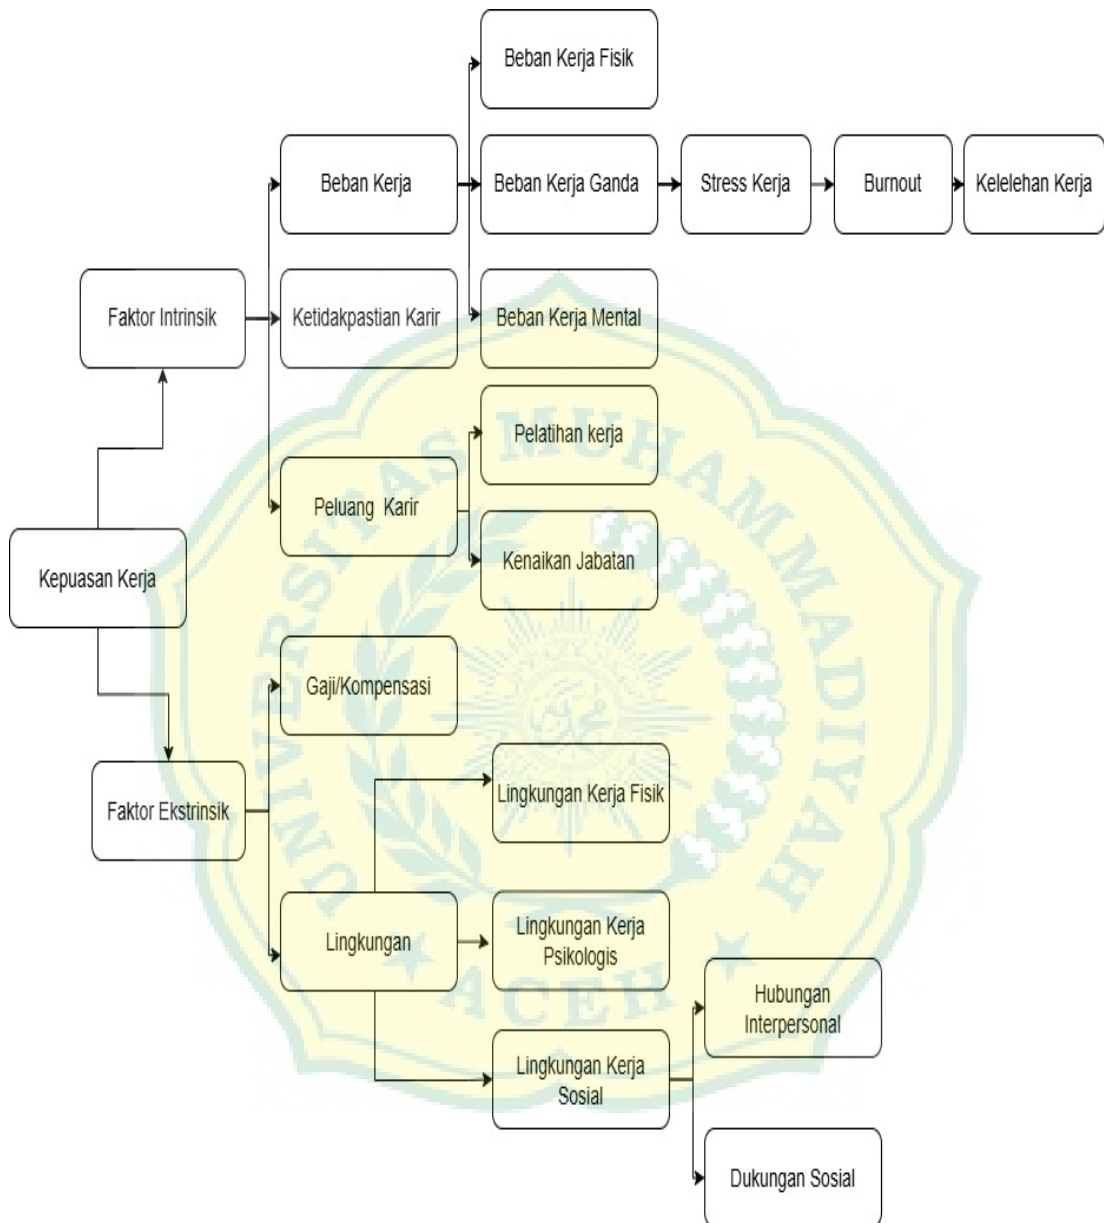 Beban Kerja Fisik
Beban Kerja
Beban Kerja Ganda
Stress Kerja
Burnout
Kelelehan Kerja
Faktor Intrinsik
Ketidakpastian Karir
Beban Kerja Mental
Pelatihan kerja
Peluang Karir
Kenaikan Jabatan
Kepuasan Kerja
Gaji/Kompensasi
Lingkungan Kerja Fisik
Faktor Ekstrinsik
Lingkungan
Lingkungan Kerja
Psikologis
Hubungan
Interpersonal
Lingkungan Kerja
Sosial
Dukungan Sosial
UNIVERSITAS MUHAMMADIYAH
ACEH